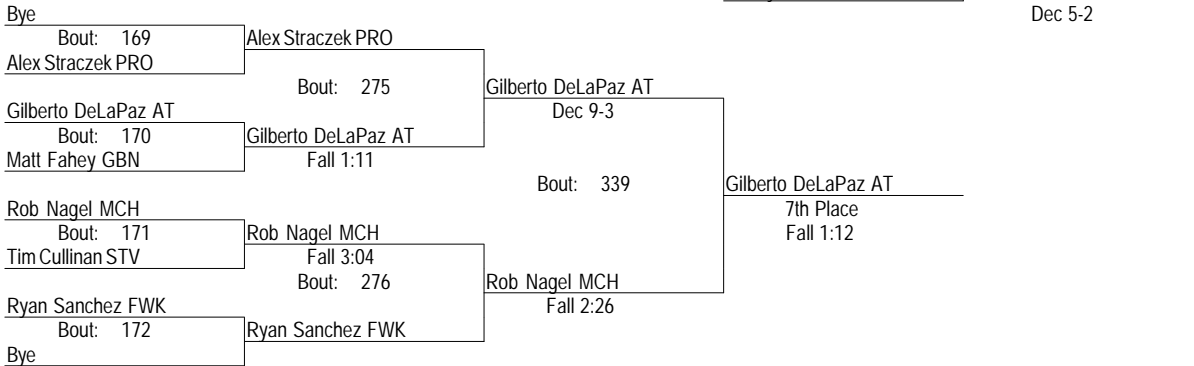 Bye
Dec 5-2
Bout: 169
Alex Straczek PRO
Alex Straczek PRO
Bout: 275
Gilberto DeLaPaz AT
Gilberto DeLaPaz AT
Dec 9-3
Bout: 170
Gilberto DeLaPaz AT
Matt Fahey GBN
Fall 1:11
Bout: 339
Gilberto DeLaPaz AT
Rob Nagel MCH
7th Place
Bout: 171
Rob Nagel MCH
Fall 1:12
Tim Cullinan STV
Fall 3:04
Bout: 276
Rob Nagel MCH
Ryan Sanchez FWK
Fall 2:26
Bout: 172
Ryan Sanchez FWK
Bye